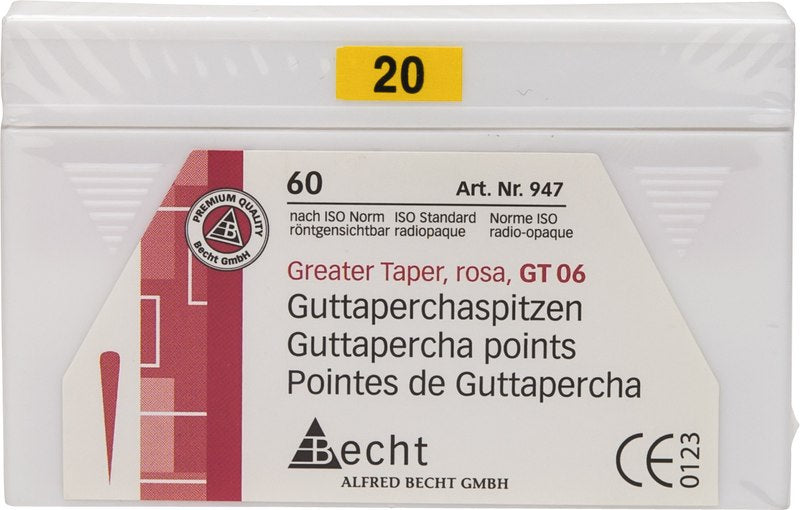 20
60 Art. Nr. 947
nach ISO Norm ISO Standard Norme ISO
röntgensichtbar radiopaque radio-opaque
PREMIUM QUALITY
B
Becht GmbH
Greater Taper, rosa, GT 06
Guttaperchaspitzen
Guttapercha points
Pointes de Guttapercha
Becht
ALFRED BECHT GMBH
CE 0123